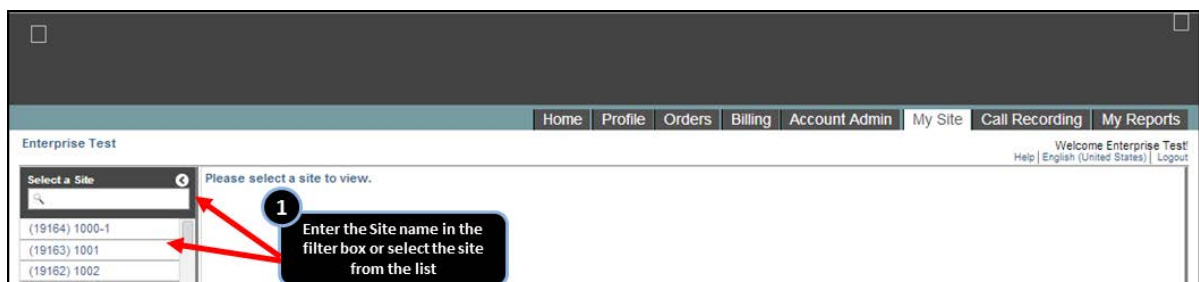 Home Profile Orders Billing Account Admin My Site Call Recording My Reports
Enterprise Test
Welcome Enterprise Test!
Help | English (United States) | Logout
Select a Site
Please select a site to view.
(19164) 1000-1
(19163) 1001
(19162) 1002
1
Enter the Site name in the
filter box or select the site
from the list